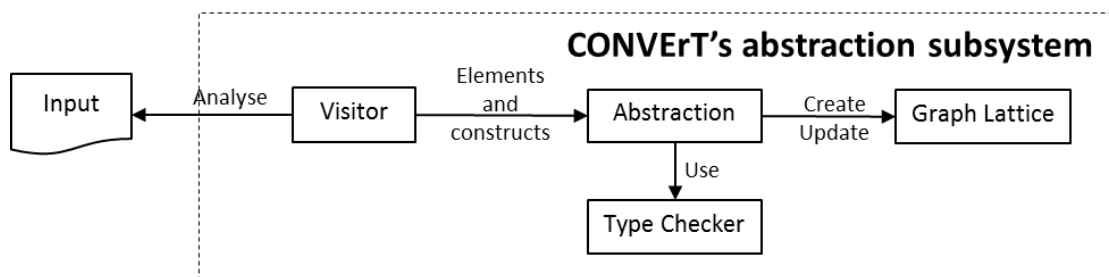 CONVErT's abstraction subsystem
Input
Analyse
Visitor
Elements
and
constructs
Abstraction
Create
Update
Graph Lattice
Use
Type Checker